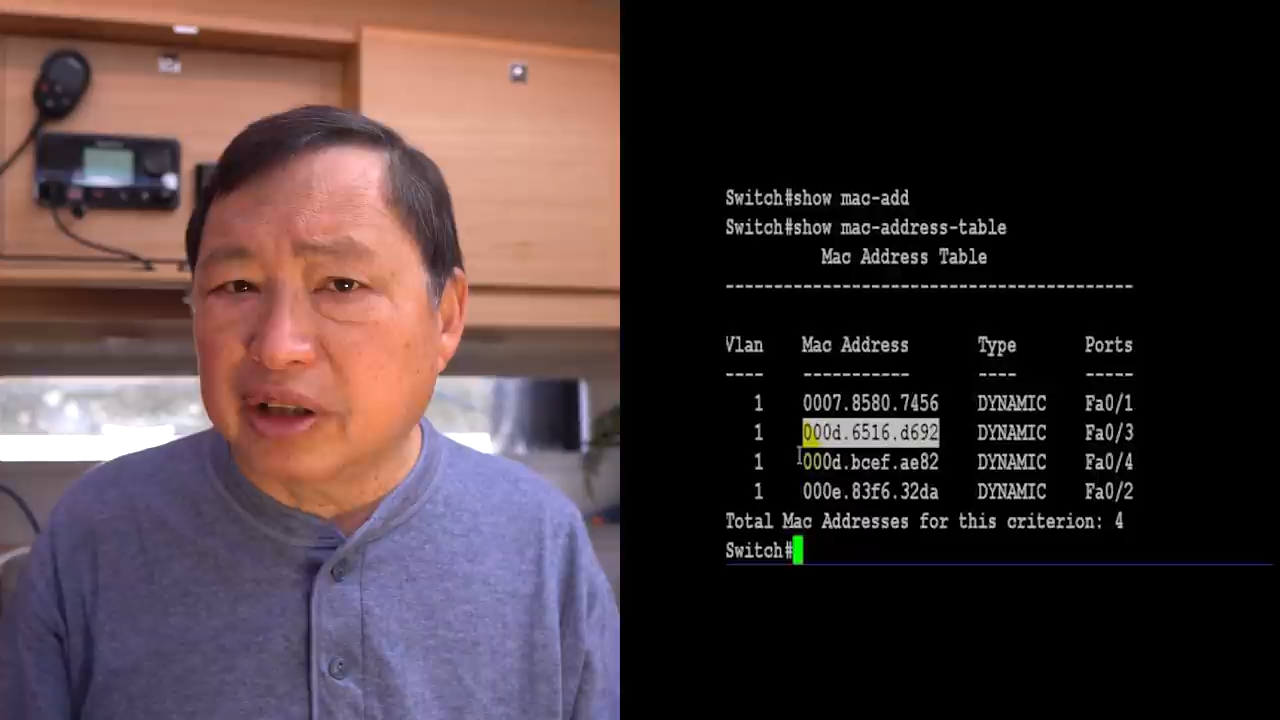 Switch#show mac-add
Switch#show mac-address-table
Mac Address Table
------------------------------------------
Vlan Mac Address Type Ports
---- ----------- ---- -----
1 0007.8580.7456 DYNAMIC Fa0/1
1 000d.6516.d692 DYNAMIC Fa0/3
1 000d.bcef.ae82 DYNAMIC Fa0/4
1 000e.83f6.32da DYNAMIC Fa0/2
Total Mac Addresses for this criterion: 4
Switch#